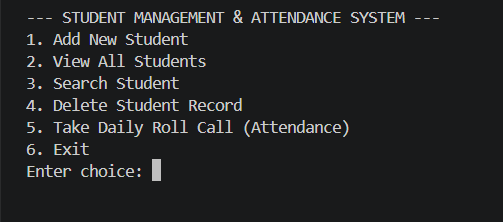 --- STUDENT MANAGEMENT & ATTENDANCE SYSTEM ---
1. Add New Student
2. View All Students
3. Search Student
4. Delete Student Record
5. Take Daily Roll Call (Attendance)
6. Exit
Enter choice: